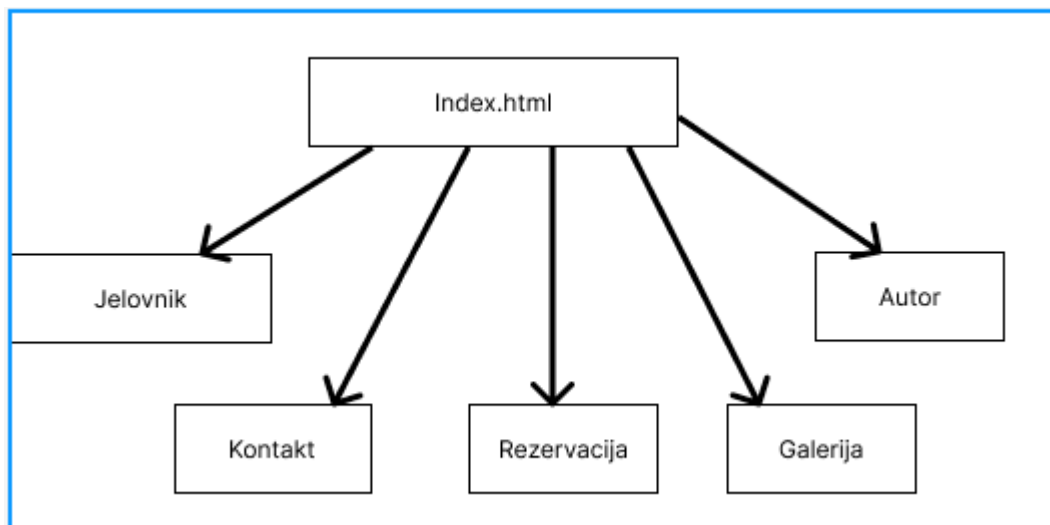 Index.html
Jelovnik
Autor
Kontakt
Rezervacija
Galerija